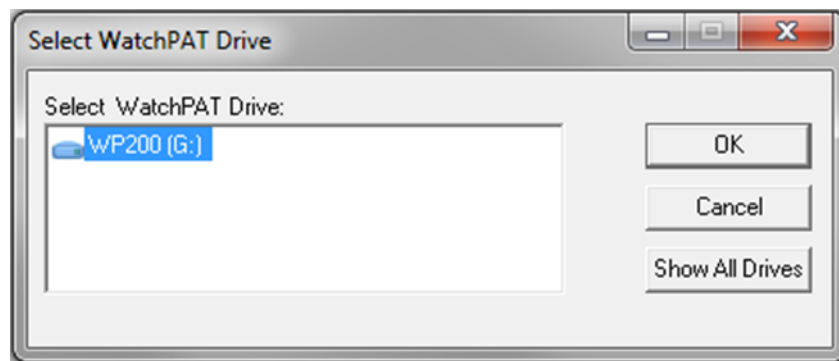 Select WatchPAT Drive
Select WatchPAT Drive:
WP200 (G:)
OK
Cancel
Show All Drives